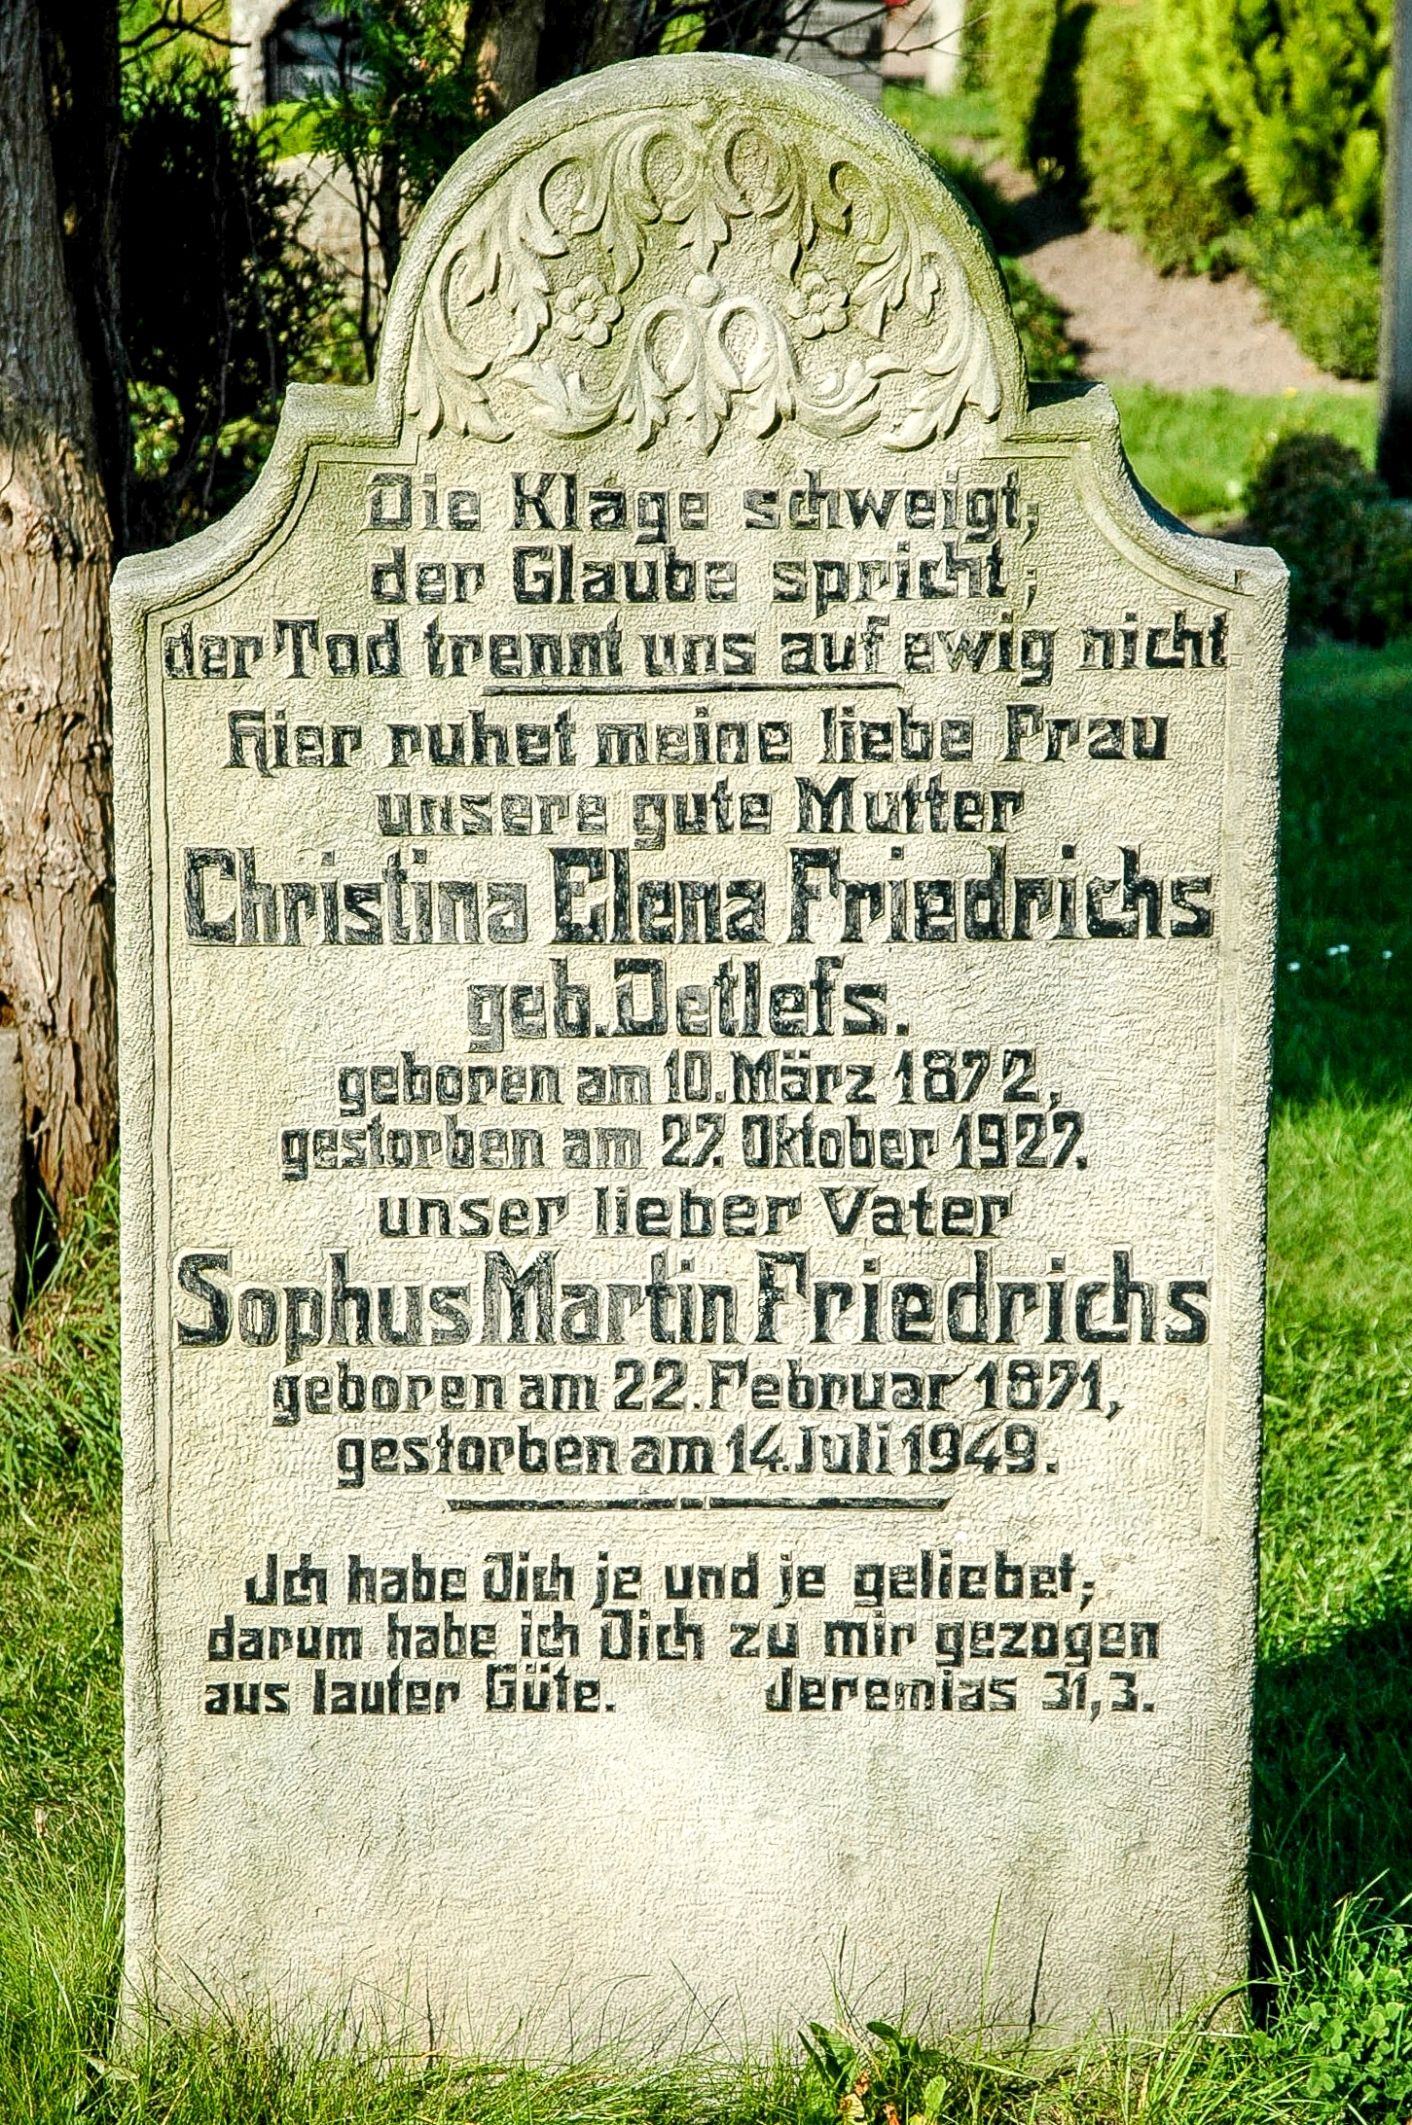 Die Klage schweigt,
der Glaube spricht,
der Tod trennt uns auf ewig nicht
Hier ruhet meine liebe Frau
unsere gute Mutter
Christina Elena Friedrichs
geb. Detlefs.
geboren am 10. März 1872,
gestorben am 27. Oktober 1927.
unser lieber Vater
Sophus Martin Friedrichs
geboren am 22. Februar 1871,
gestorben am 14. Juli 1949.
Ich habe Dich je und je geliebet,
darum habe ich Dich zu mir gezogen
aus lauter Güte. Jeremias 31,3.